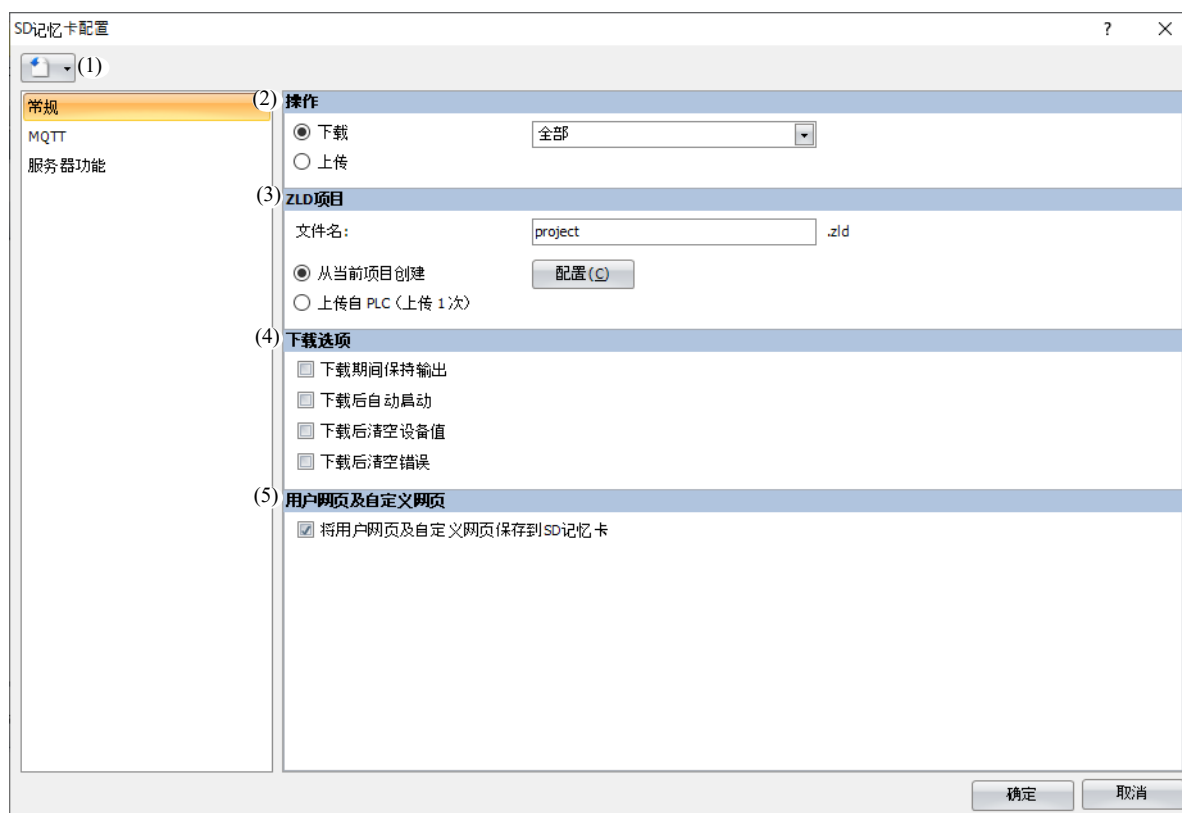 SD记忆卡配置
?
(1)
常规
MQTT
服务器功能
(2) 操作
下载 全部
上传
(3) ZLD项目
文件名: project .zld
从当前项目创建 配置(C)
上传自 PLC（上传 1 次）
(4) 下载选项
下载期间保持输出
下载后自动启动
下载后清空设备值
下载后清空错误
(5) 用户网页及自定义网页
将用户网页及自定义网页保存到SD记忆卡
确定 取消